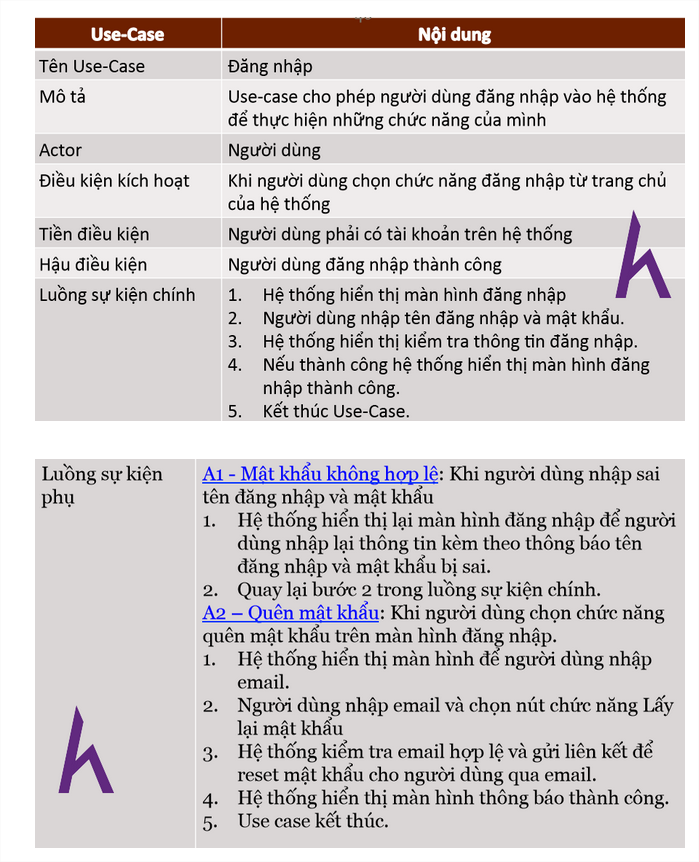 Use-Case Nội dung
Tên Use-Case Đăng nhập
Mô tả Use-case cho phép người dùng đăng nhập vào hệ thống
để thực hiện những chức năng của mình
Actor Người dùng
Điều kiện kích hoạt Khi người dùng chọn chức năng đăng nhập từ trang chủ
của hệ thống
Tiền điều kiện Người dùng phải có tài khoản trên hệ thống
Hậu điều kiện Người dùng đăng nhập thành công
Luồng sự kiện chính 1. Hệ thống hiển thị màn hình đăng nhập
2. Người dùng nhập tên đăng nhập và mật khẩu.
3. Hệ thống hiển thị kiểm tra thông tin đăng nhập.
4. Nếu thành công hệ thống hiển thị màn hình đăng
nhập thành công.
5. Kết thúc Use-Case.
Luồng sự kiện A1 - Mật khẩu không hợp lệ: Khi người dùng nhập sai
phụ tên đăng nhập và mật khẩu
1. Hệ thống hiển thị lại màn hình đăng nhập để người
dùng nhập lại thông tin kèm theo thông báo tên
đăng nhập và mật khẩu bị sai.
2. Quay lại bước 2 trong luồng sự kiện chính.
A2 – Quên mật khẩu: Khi người dùng chọn chức năng
quên mật khẩu trên màn hình đăng nhập.
1. Hệ thống hiển thị màn hình để người dùng nhập
email.
2. Người dùng nhập email và chọn nút chức năng Lấy
lại mật khẩu
3. Hệ thống kiểm tra email hợp lệ và gửi liên kết để
reset mật khẩu cho người dùng qua email.
4. Hệ thống hiển thị màn hình thông báo thành công.
5. Use case kết thúc.